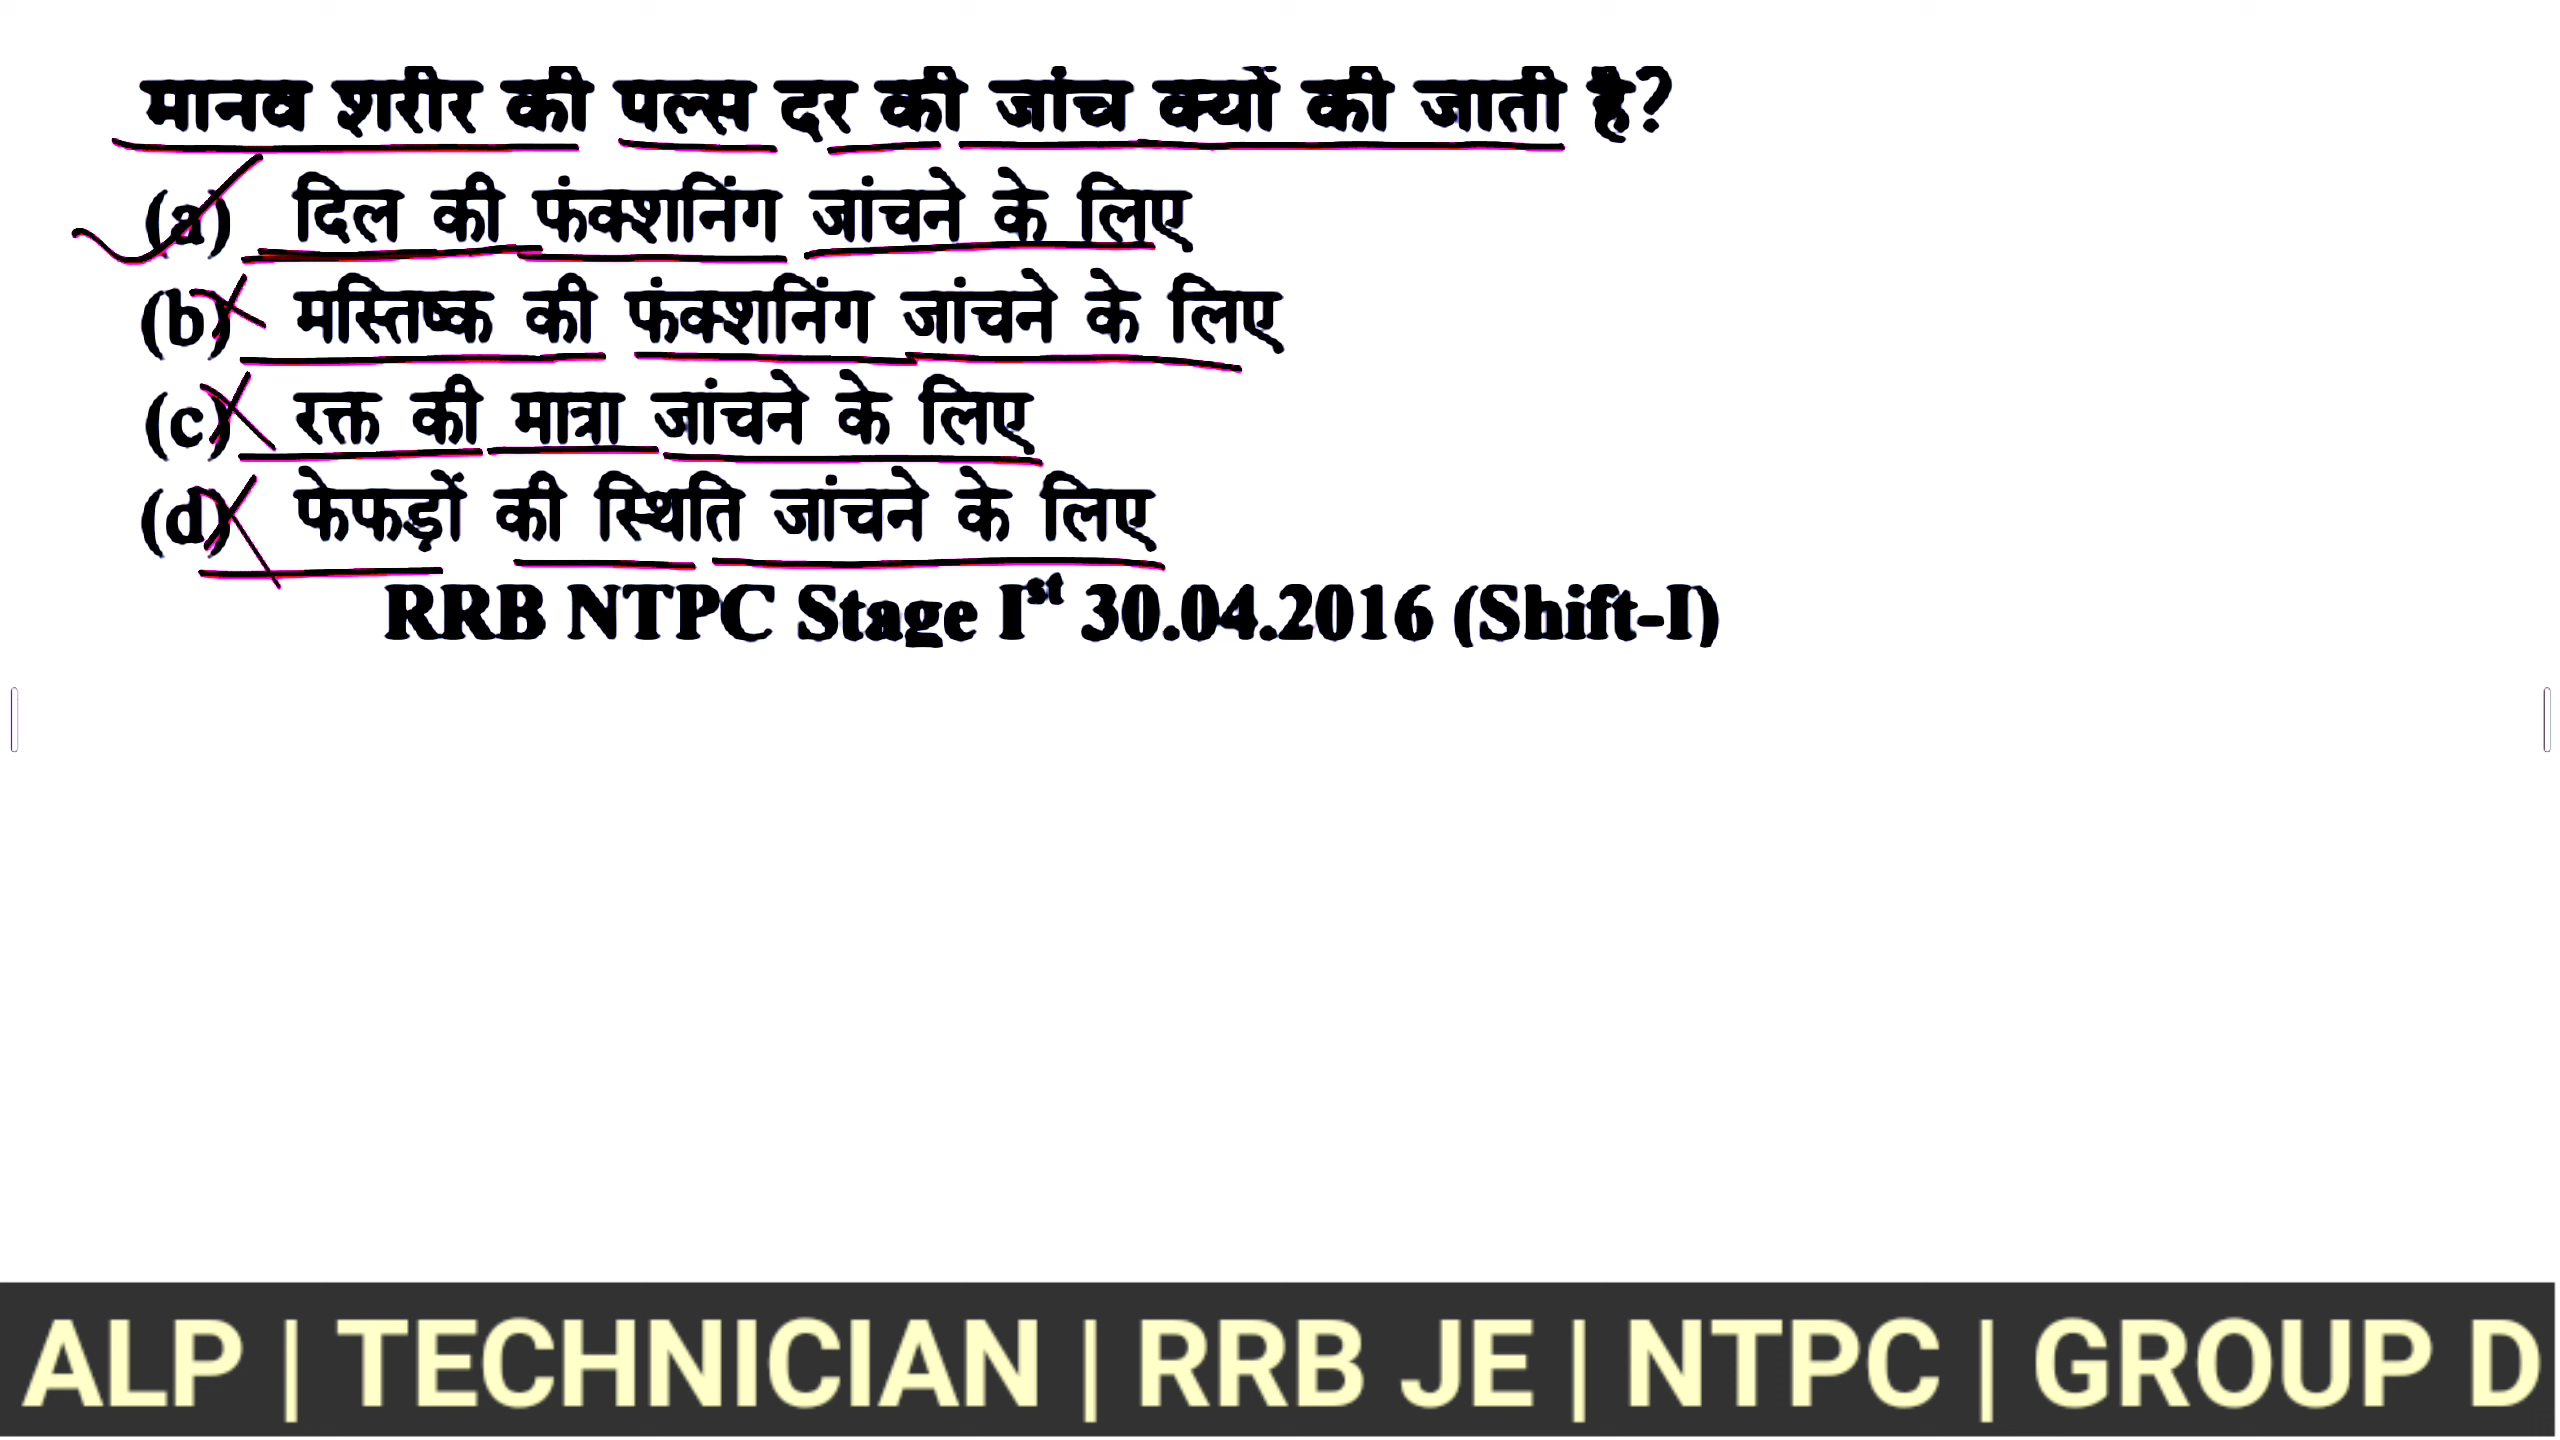 मानव शरीर की पल्स दर की जांच क्यों की जाती है?
(a) दिल की फंक्शनिंग जांचने के लिए
(b) मस्तिष्क की फंक्शनिंग जांचने के लिए
(c) रक्त की मात्रा जांचने के लिए
(d) फेफड़ों की स्थिति जांचने के लिए
RRB NTPC Stage Ist 30.04.2016 (Shift-I)
ALP | TECHNICIAN | RRB JE | NTPC | GROUP D